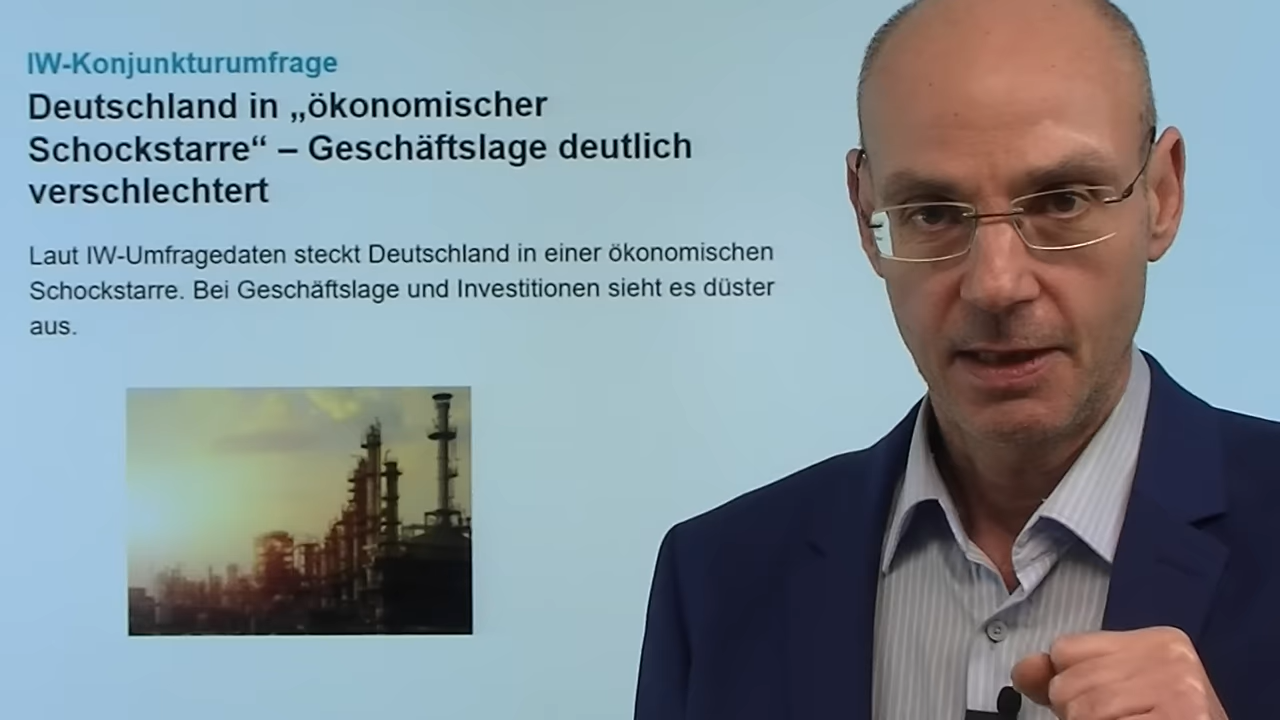 IW-Konjunkturumfrage
Deutschland in „ökonomischer
Schockstarre“ – Geschäftslage deutlich
verschlechtert
Laut IW-Umfragedaten steckt Deutschland in einer ökonomischen
Schockstarre. Bei Geschäftslage und Investitionen sieht es düster
aus.